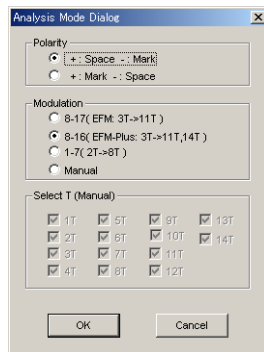 Analysis Mode Dialog
Polarity
+ : Space - : Mark
+ : Mark - : Space
Modulation
8-17( EFM: 3T->11T )
8-16( EFM-Plus: 3T->11T,14T )
1-7( 2T->8T )
Manual
Select T (Manual)
1T 5T 9T 13T
2T 6T 10T 14T
3T 7T 11T
4T 8T 12T
OK Cancel